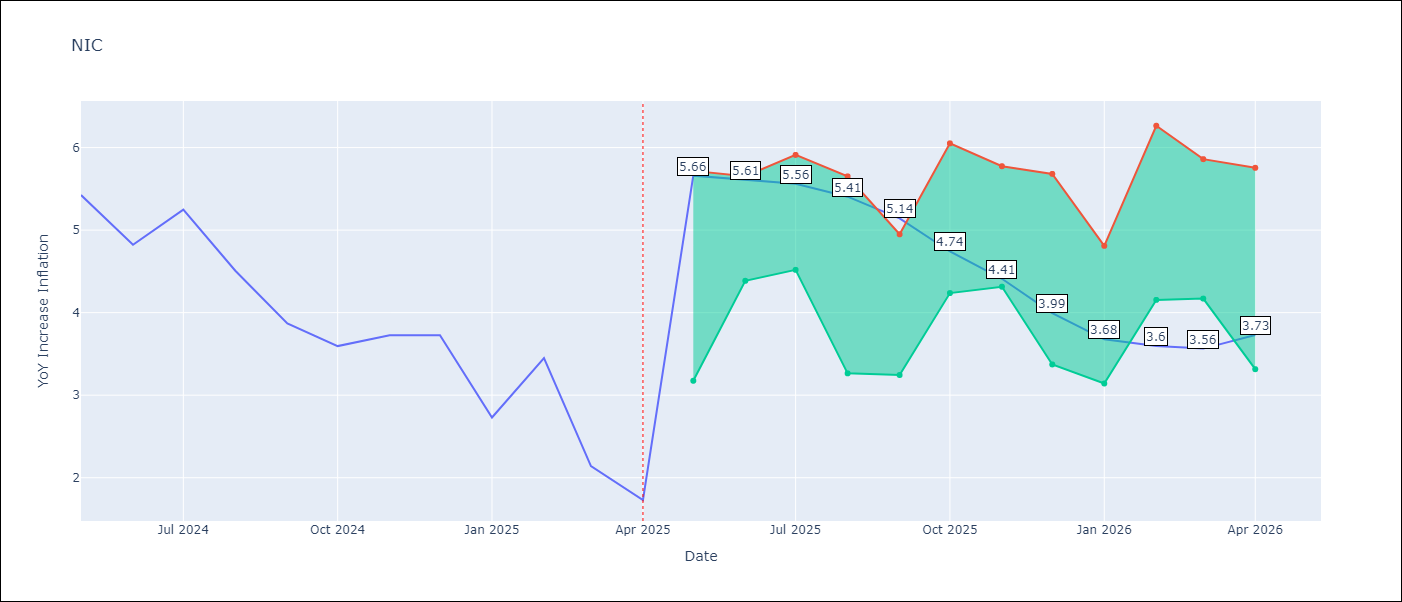 NIC
YoY Increase Inflation
6
5
4
3
2
5.66
5.61
5.56
5.41
5.14
4.74
4.41
3.99
3.68
3.6
3.56
3.73
Jul 2024
Oct 2024
Jan 2025
Apr 2025
Jul 2025
Oct 2025
Jan 2026
Apr 2026
Date